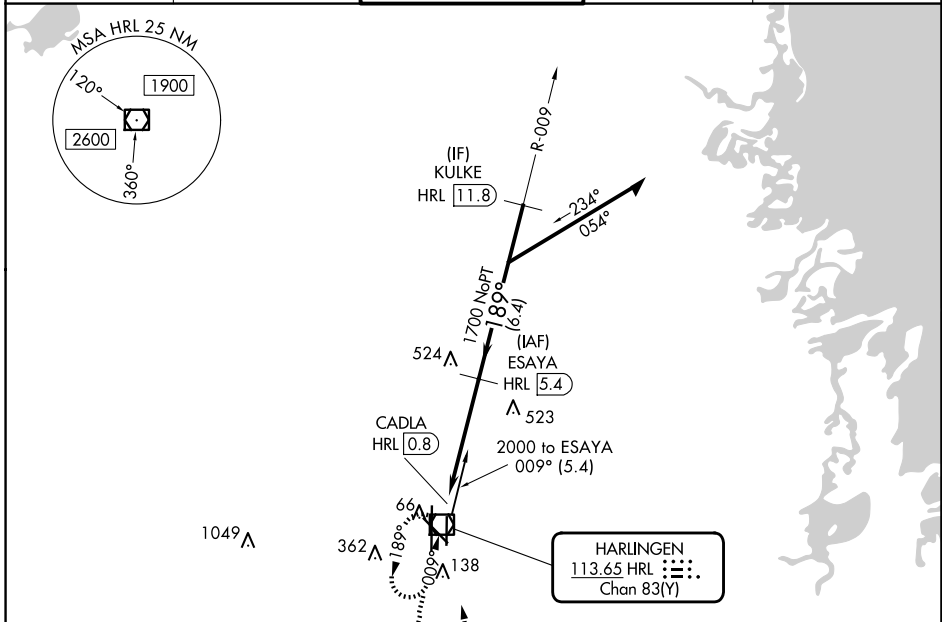 MSA HRL 25 NM
120°
1900
2600
360°
R-009
(IF)
KULKE
HRL 11.8
234°
054°
1700 NoPT
189°
(6.4)
(IAF)
ESAYA
HRL 5.4
524
523
CADLA
HRL 0.8
2000 to ESAYA
009° (5.4)
66
1049
362
189°
009°
138
HARLINGEN
113.65 HRL
Chan 83(Y)